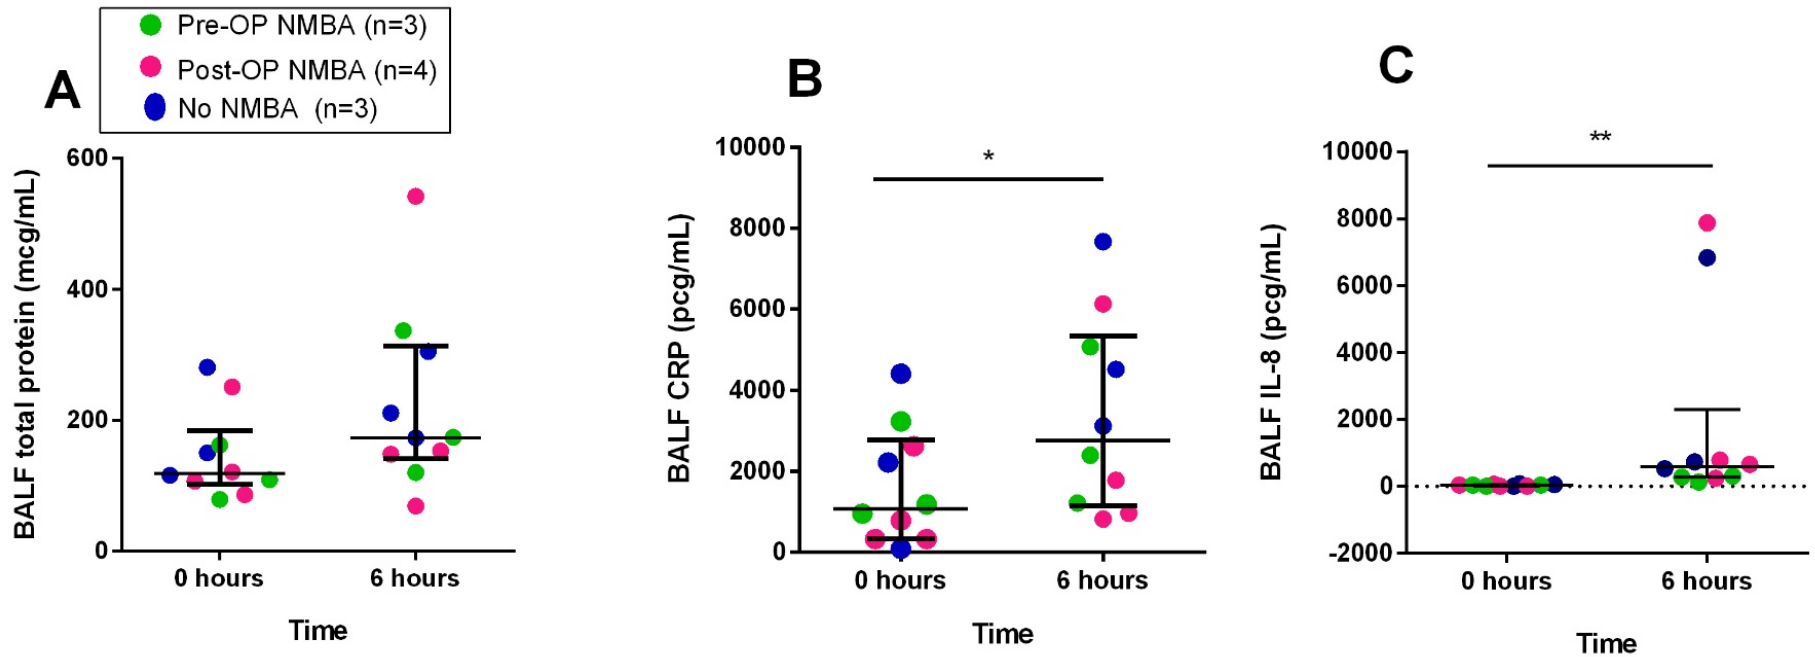 Pre-OP NMBA (n=3)
Post-OP NMBA (n=4)
No NMBA (n=3)
A
BALF total protein (mcg/mL)
600
400
200
0
0 hours
6 hours
Time
B
BALF CRP (pcg/mL)
10000
8000
6000
4000
2000
0
*
0 hours
6 hours
Time
C
BALF IL-8 (pcg/mL)
10000
8000
6000
4000
2000
0
-2000
**
0 hours
6 hours
Time